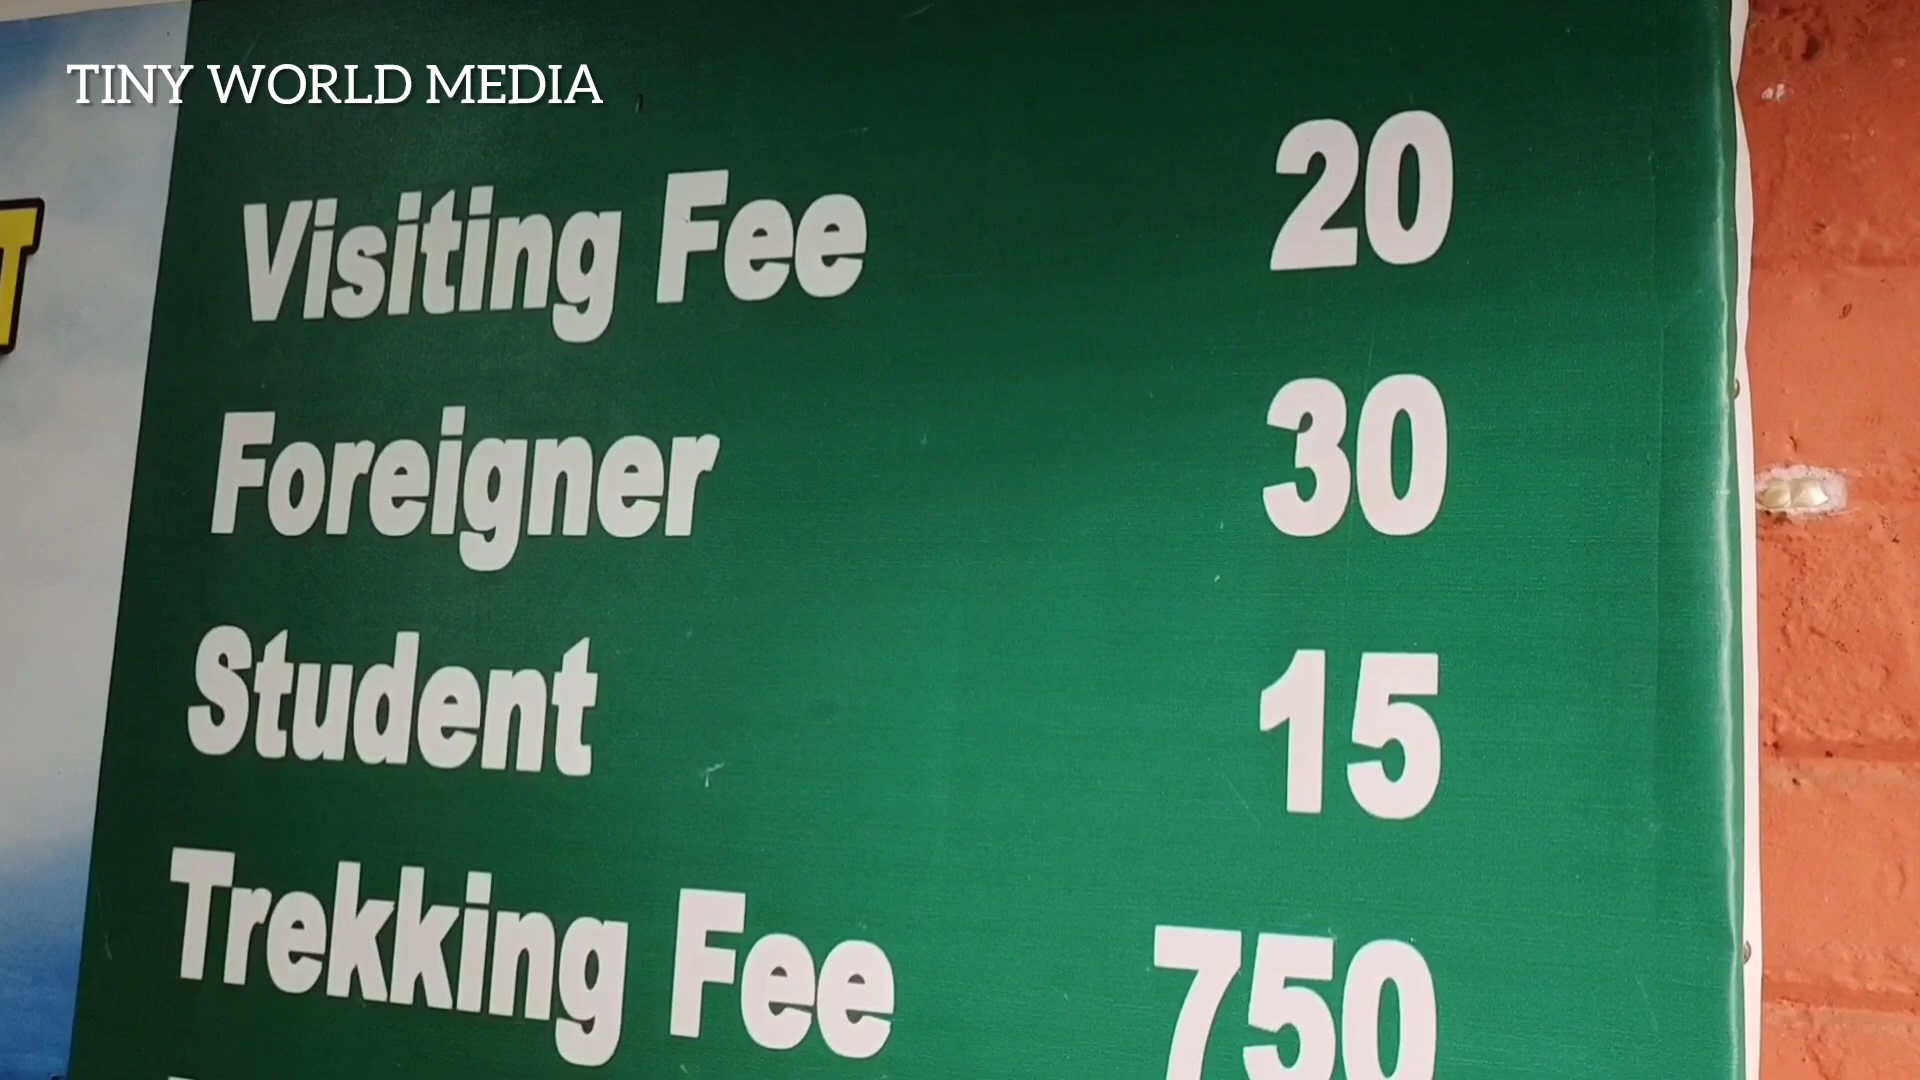 TINY WORLD MEDIA
T
Visiting Fee 20
Foreigner 30
Student 15
Trekking Fee 750